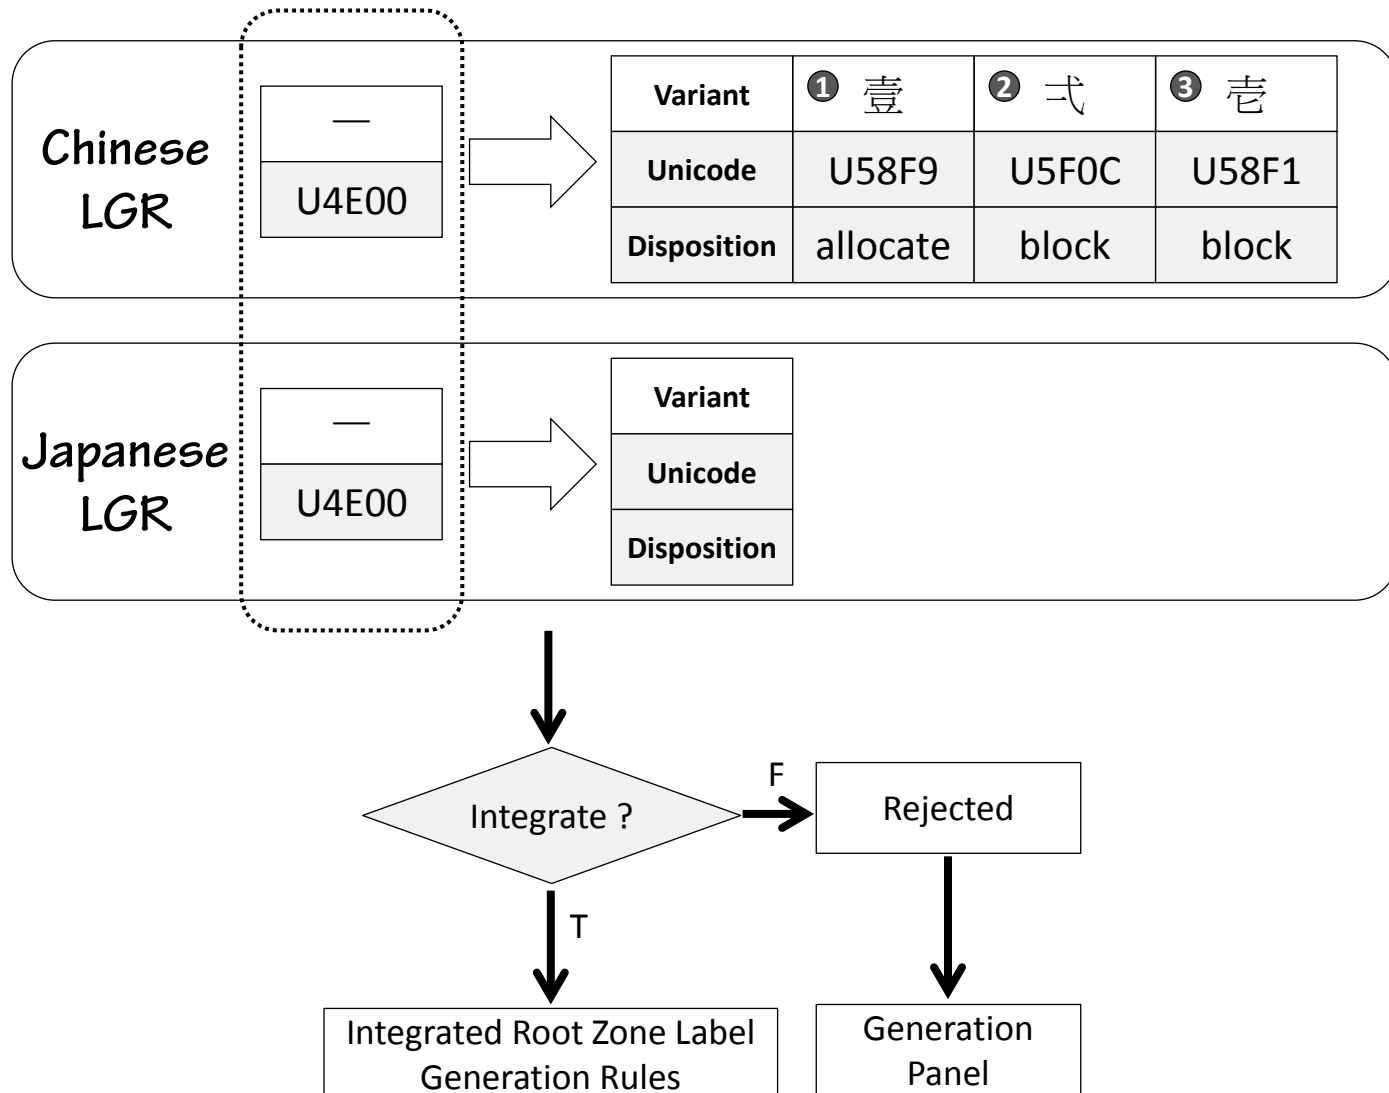 Chinese
LGR
一
U4E00
Variant ❶ 壹 ❷ 弌 ❸ 壱
Unicode U58F9 U5F0C U58F1
Disposition allocate block block
Japanese
LGR
一
U4E00
Variant
Unicode
Disposition
Integrate ?
F
Rejected
T
Integrated Root Zone Label
Generation Rules
Generation
Panel